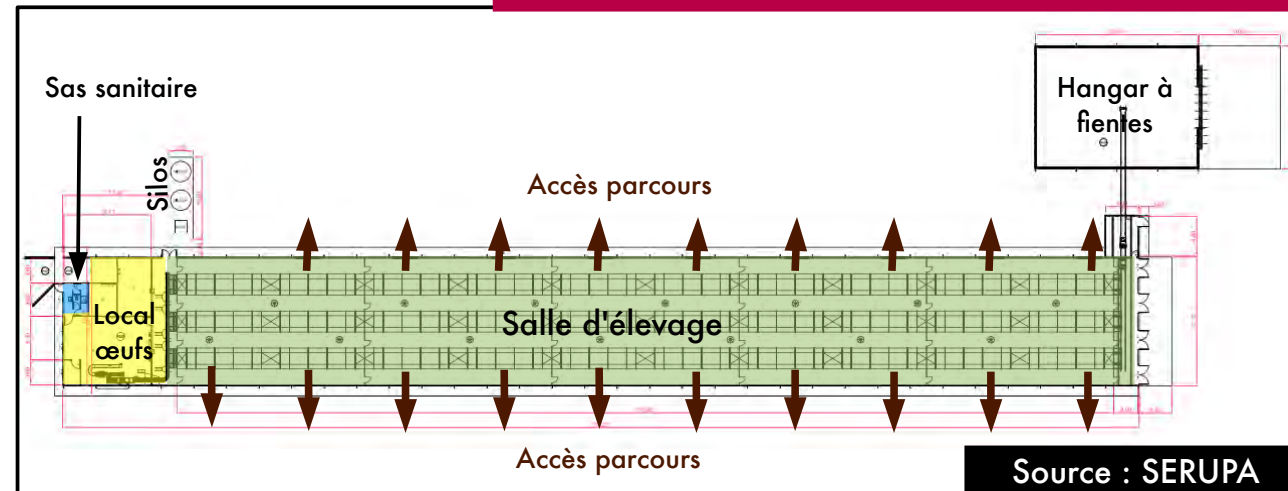 Sas sanitaire
Hangar à
fientes
Silos
Accès parcours
Local
œufs
Salle d'élevage
Accès parcours
Source : SERUPA